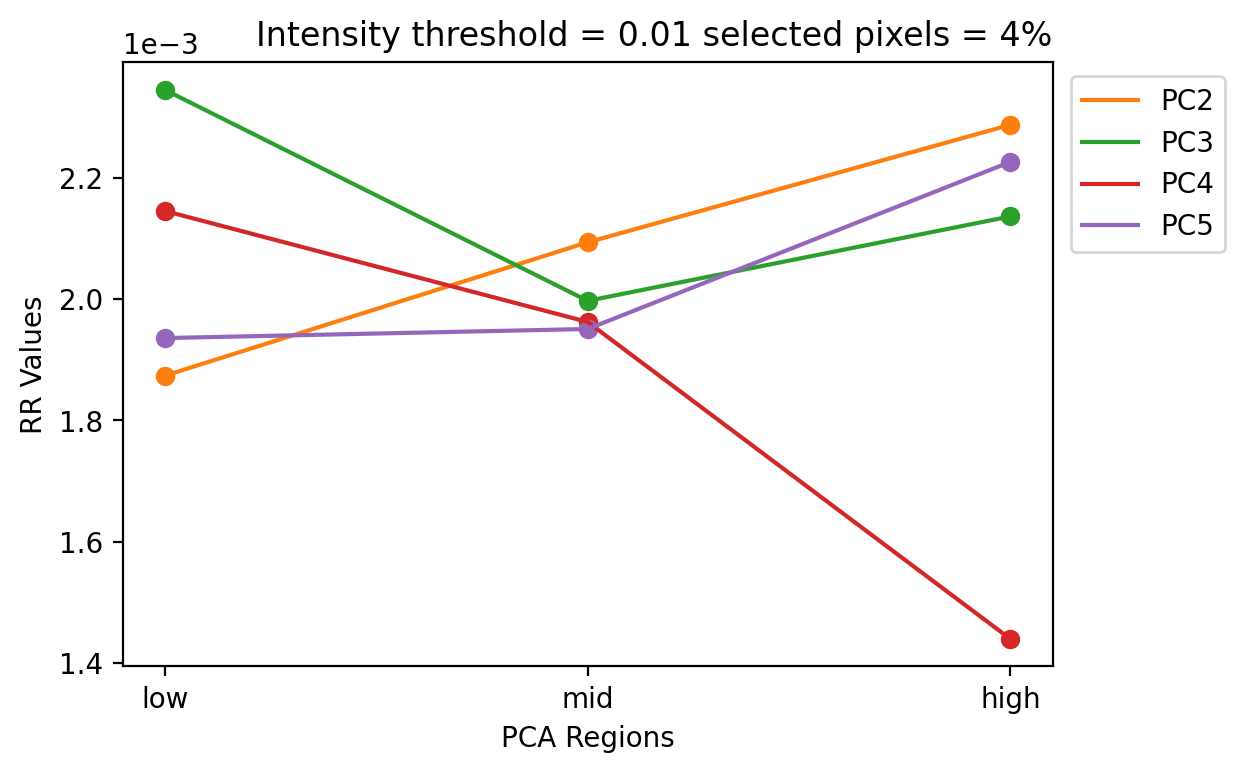 Intensity threshold = 0.01 selected pixels = 4%
1e−3
2.2
2.0
1.8
1.6
1.4
RR Values
low
mid
high
PCA Regions
PC2
PC3
PC4
PC5